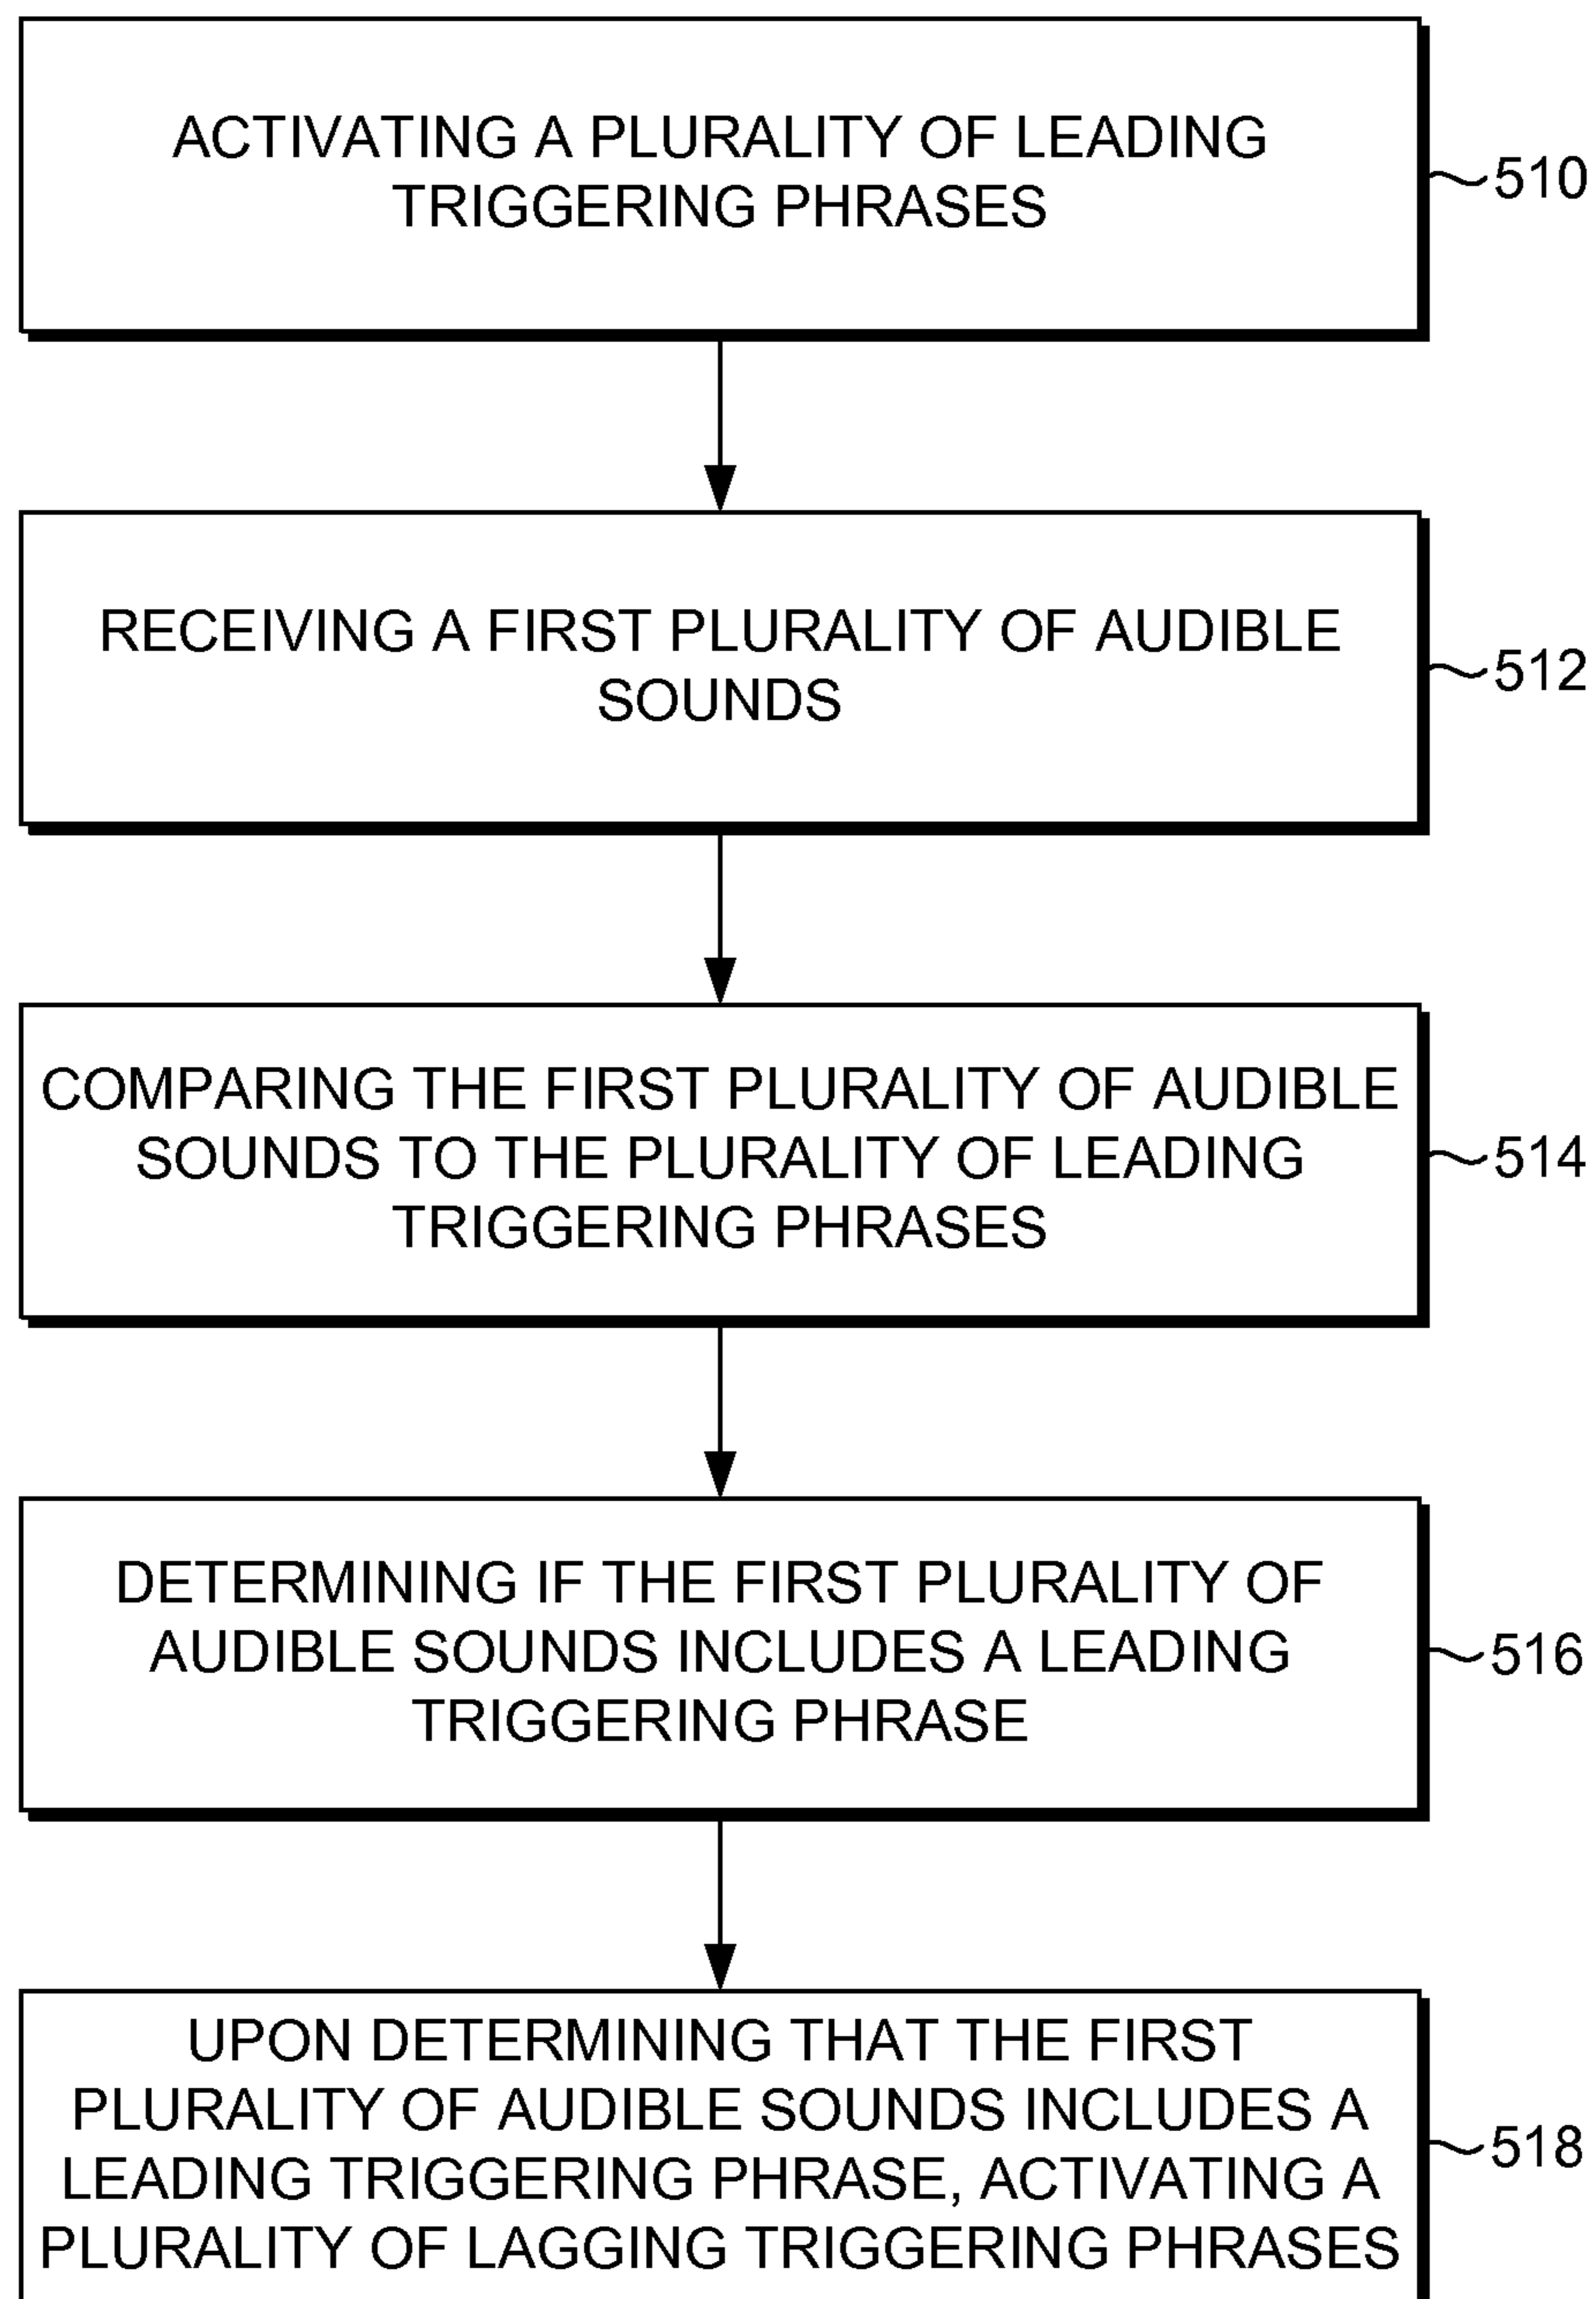 ACTIVATING A PLURALITY OF LEADING
TRIGGERING PHRASES
510
RECEIVING A FIRST PLURALITY OF AUDIBLE
SOUNDS
512
COMPARING THE FIRST PLURALITY OF AUDIBLE
SOUNDS TO THE PLURALITY OF LEADING
TRIGGERING PHRASES
514
DETERMINING IF THE FIRST PLURALITY OF
AUDIBLE SOUNDS INCLUDES A LEADING
TRIGGERING PHRASE
516
UPON DETERMINING THAT THE FIRST
PLURALITY OF AUDIBLE SOUNDS INCLUDES A
LEADING TRIGGERING PHRASE, ACTIVATING A
PLURALITY OF LAGGING TRIGGERING PHRASES
518